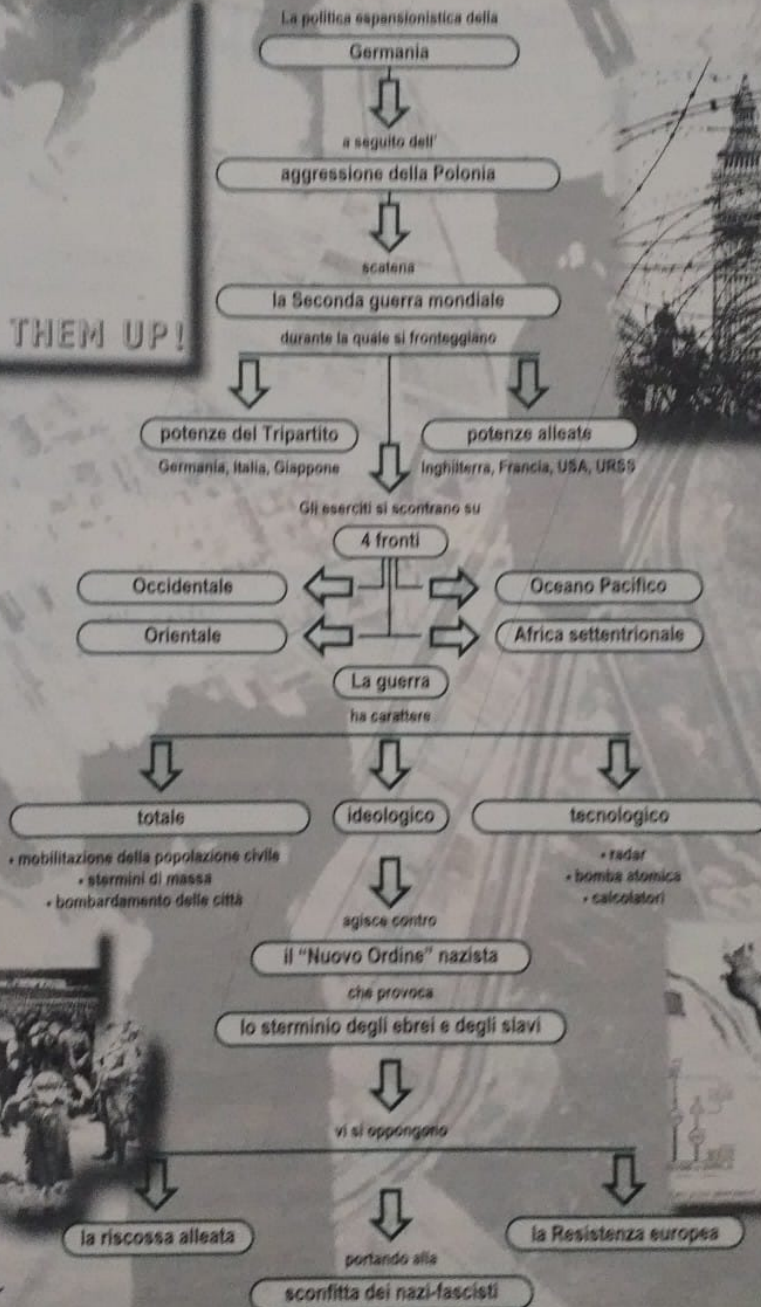 La politica espansionistica della
Germania
a seguito dell'
aggressione della Polonia
scatena
la Seconda guerra mondiale
THEM UP!
durante la quale si fronteggiano
potenze del Tripartito
potenze alleate
Germania, Italia, Giappone
Inghilterra, Francia, USA, URSS
Gli eserciti si scontrano su
4 fronti
Occidentale
Oceano Pacifico
Orientale
Africa settentrionale
La guerra
ha carattere
totale
ideologico
tecnologico
• mobilitazione della popolazione civile
• stermini di massa
• bombardamento delle città
• radar
• bomba atomica
• calcolatori
agisce contro
il “Nuovo Ordine” nazista
che provoca
lo sterminio degli ebrei e degli slavi
vi si oppongono
la riscossa alleata
la Resistenza europea
portando alla
sconfitta dei nazi-fascisti